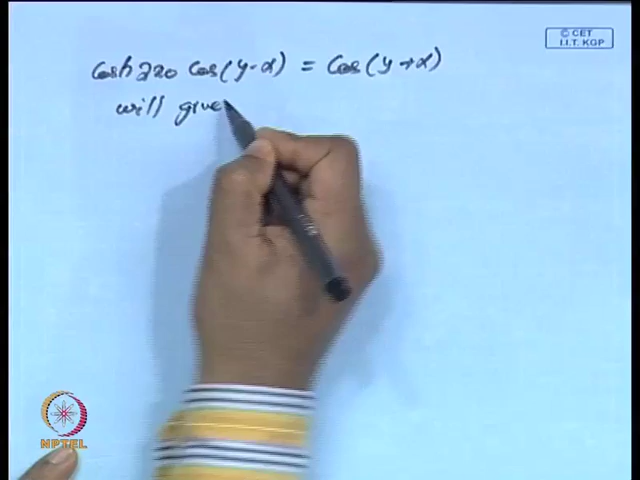 © CET
I.I.T. KGP
cosh 2x0 cos(y-α) = cos(y+α)
will give
NPTEL